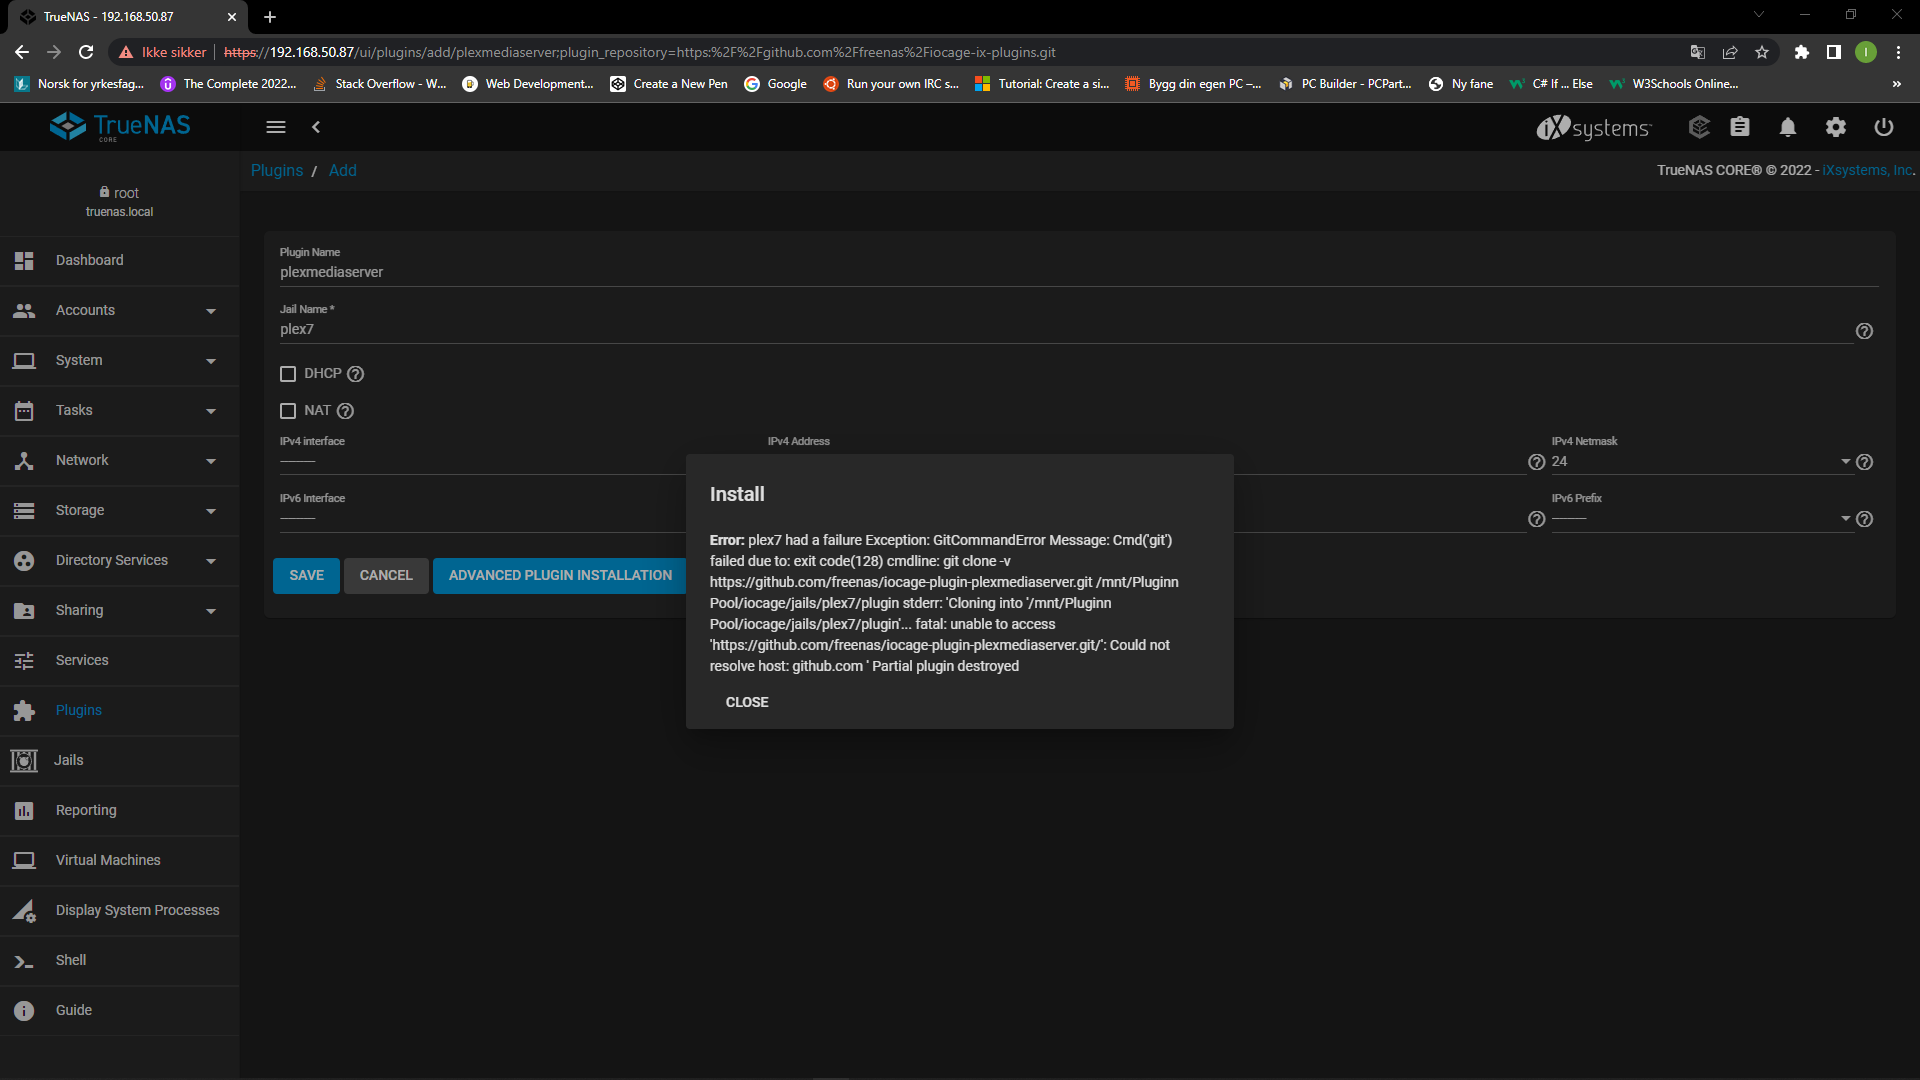 TrueNAS - 192.168.50.87
Ikke sikker
https://192.168.50.87/ui/plugins/add/plexmediaserver;plugin_repository=https:%2F%2Fgithub.com%2Ffreenas%2Fiocage-ix-plugins.git
I
Norsk for yrkesfag...
The Complete 2022...
Stack Overflow - W...
Web Development...
Create a New Pen
Google
Run your own IRC s...
Tutorial: Create a si...
Bygg din egen PC –...
PC Builder - PCPart...
Ny fane
C# If ... Else
W3Schools Online...
»
TrueNAS
CORE
iXsystems
Plugins / Add
TrueNAS CORE® © 2022 - iXsystems, Inc.
root
truenas.local
Dashboard
Accounts
System
Tasks
Network
Storage
Directory Services
Sharing
Services
Plugins
Jails
Reporting
Virtual Machines
Display System Processes
Shell
Guide
Plugin Name
plexmediaserver
Jail Name *
plex7
DHCP
NAT
IPv4 interface
IPv4 Address
IPv4 Netmask
24
IPv6 Interface
IPv6 Prefix
SAVE
CANCEL
ADVANCED PLUGIN INSTALLATION
Install
Error: plex7 had a failure Exception: GitCommandError Message: Cmd('git')
failed due to: exit code(128) cmdline: git clone -v
https://github.com/freenas/iocage-plugin-plexmediaserver.git /mnt/Pluginn
Pool/iocage/jails/plex7/plugin stderr: 'Cloning into '/mnt/Pluginn
Pool/iocage/jails/plex7/plugin'... fatal: unable to access
'https://github.com/freenas/iocage-plugin-plexmediaserver.git/': Could not
resolve host: github.com ' Partial plugin destroyed
CLOSE